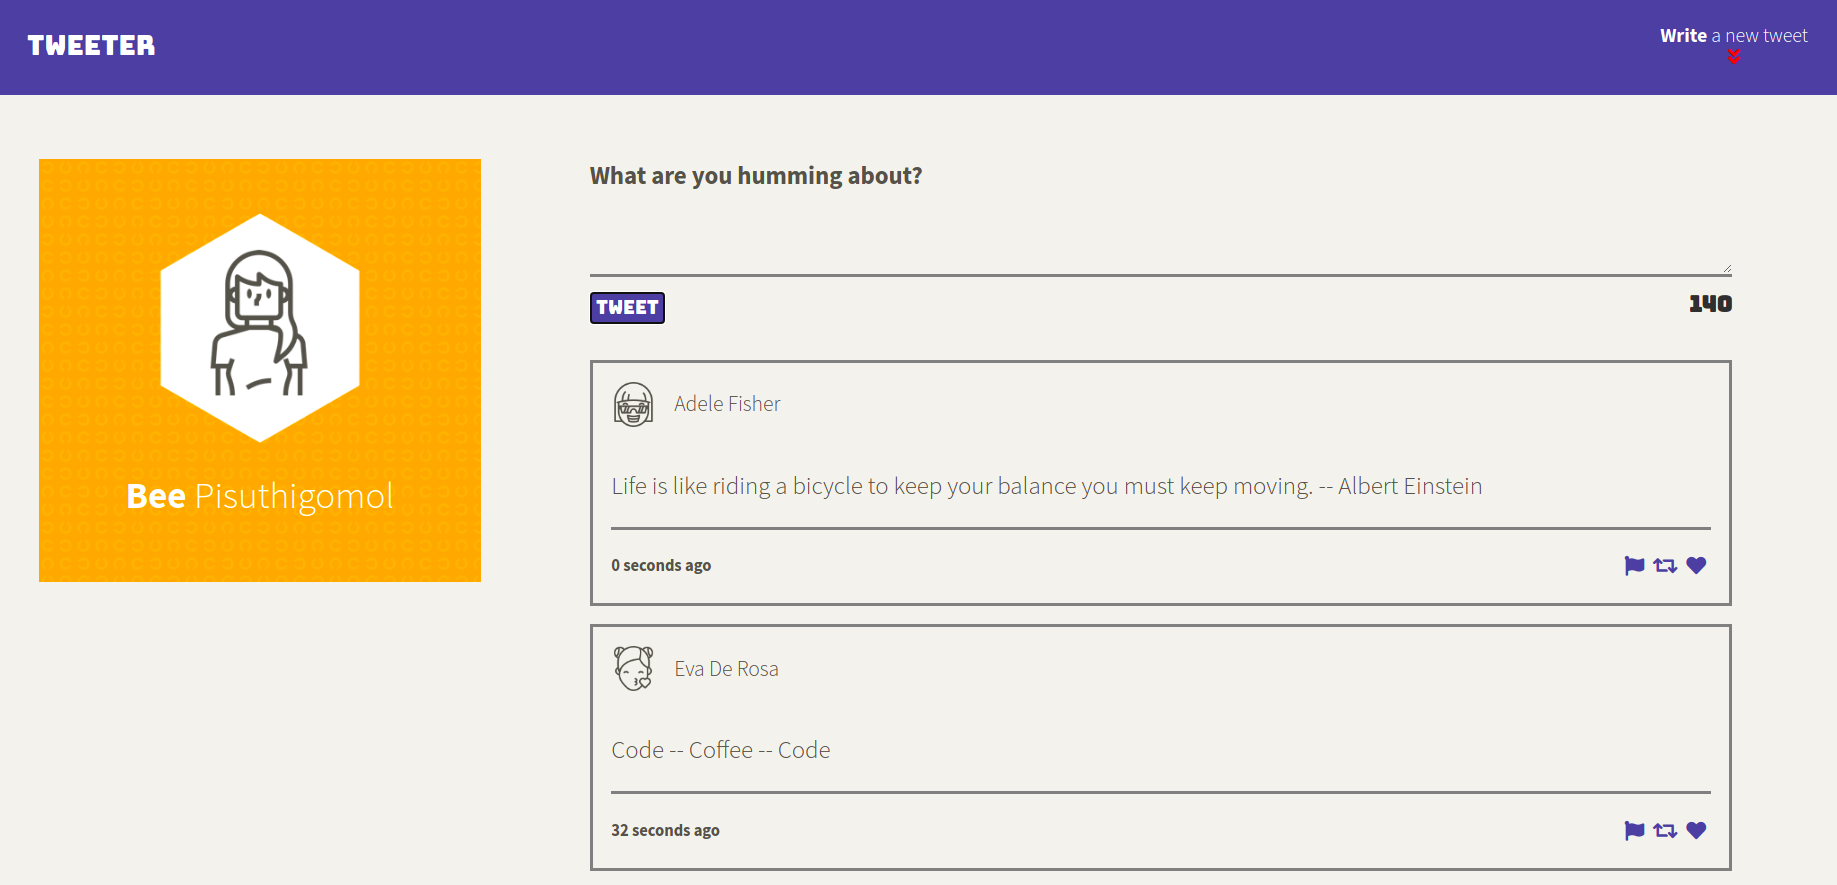 TWEETER
Write a new tweet
Bee Pisuthigomol
What are you humming about?
TWEET
140
Adele Fisher
Life is like riding a bicycle to keep your balance you must keep moving. -- Albert Einstein
0 seconds ago
Eva De Rosa
Code -- Coffee -- Code
32 seconds ago